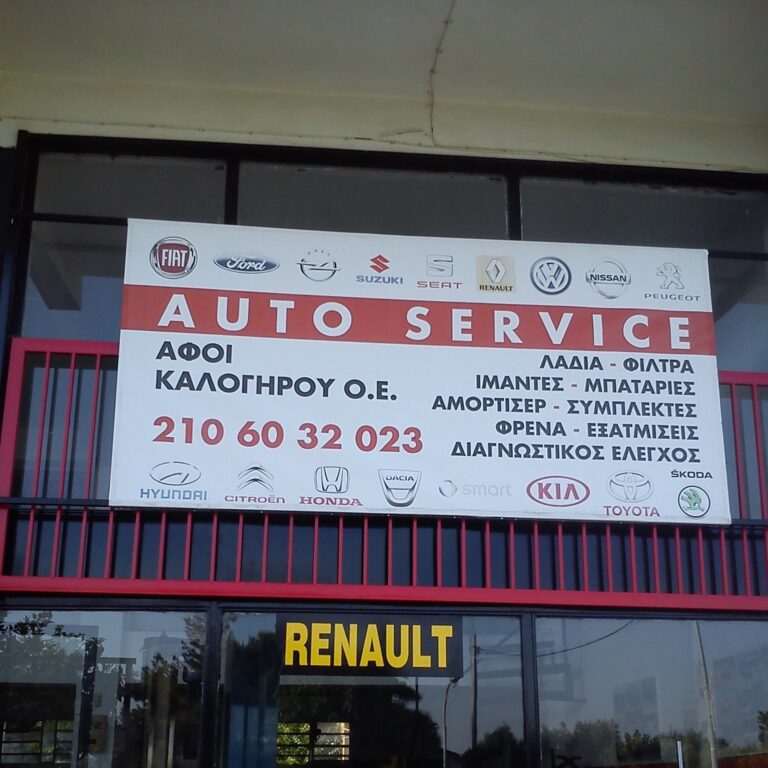 FIAT Ford SUZUKI SEAT RENAULT NISSAN PEUGEOT
AUTO SERVICE
ΑΦΟΙ
ΚΑΛΟΓΗΡΟΥ Ο.Ε.
210 60 32 023
ΛΑΔΙΑ - ΦΙΛΤΡΑ
ΙΜΑΝΤΕΣ - ΜΠΑΤΑΡΙΕΣ
ΑΜΟΡΤΙΣΕΡ - ΣΥΜΠΛΕΚΤΕΣ
ΦΡΕΝΑ - ΕΞΑΤΜΙΣΕΙΣ
ΔΙΑΓΝΩΣΤΙΚΟΣ ΕΛΕΓΧΟΣ
HYUNDAI CITROËN HONDA DACIA smart KIA TOYOTA ŠKODA
RENAULT